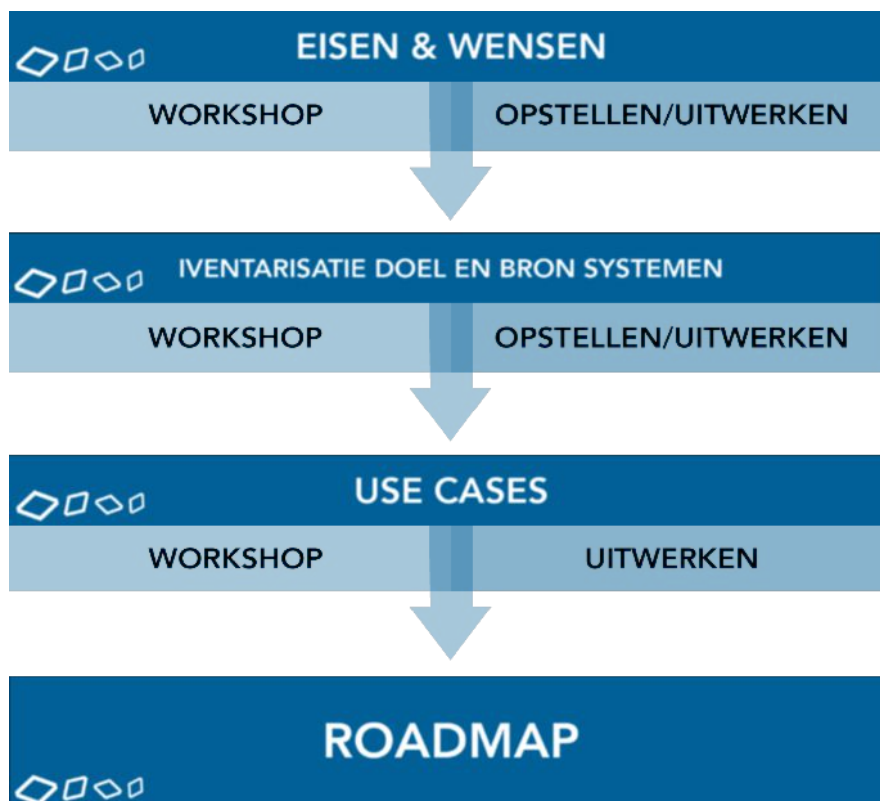 EISEN & WENSEN
WORKSHOP OPSTELLEN/UITWERKEN
IVENTARISATIE DOEL EN BRON SYSTEMEN
WORKSHOP OPSTELLEN/UITWERKEN
USE CASES
WORKSHOP UITWERKEN
ROADMAP